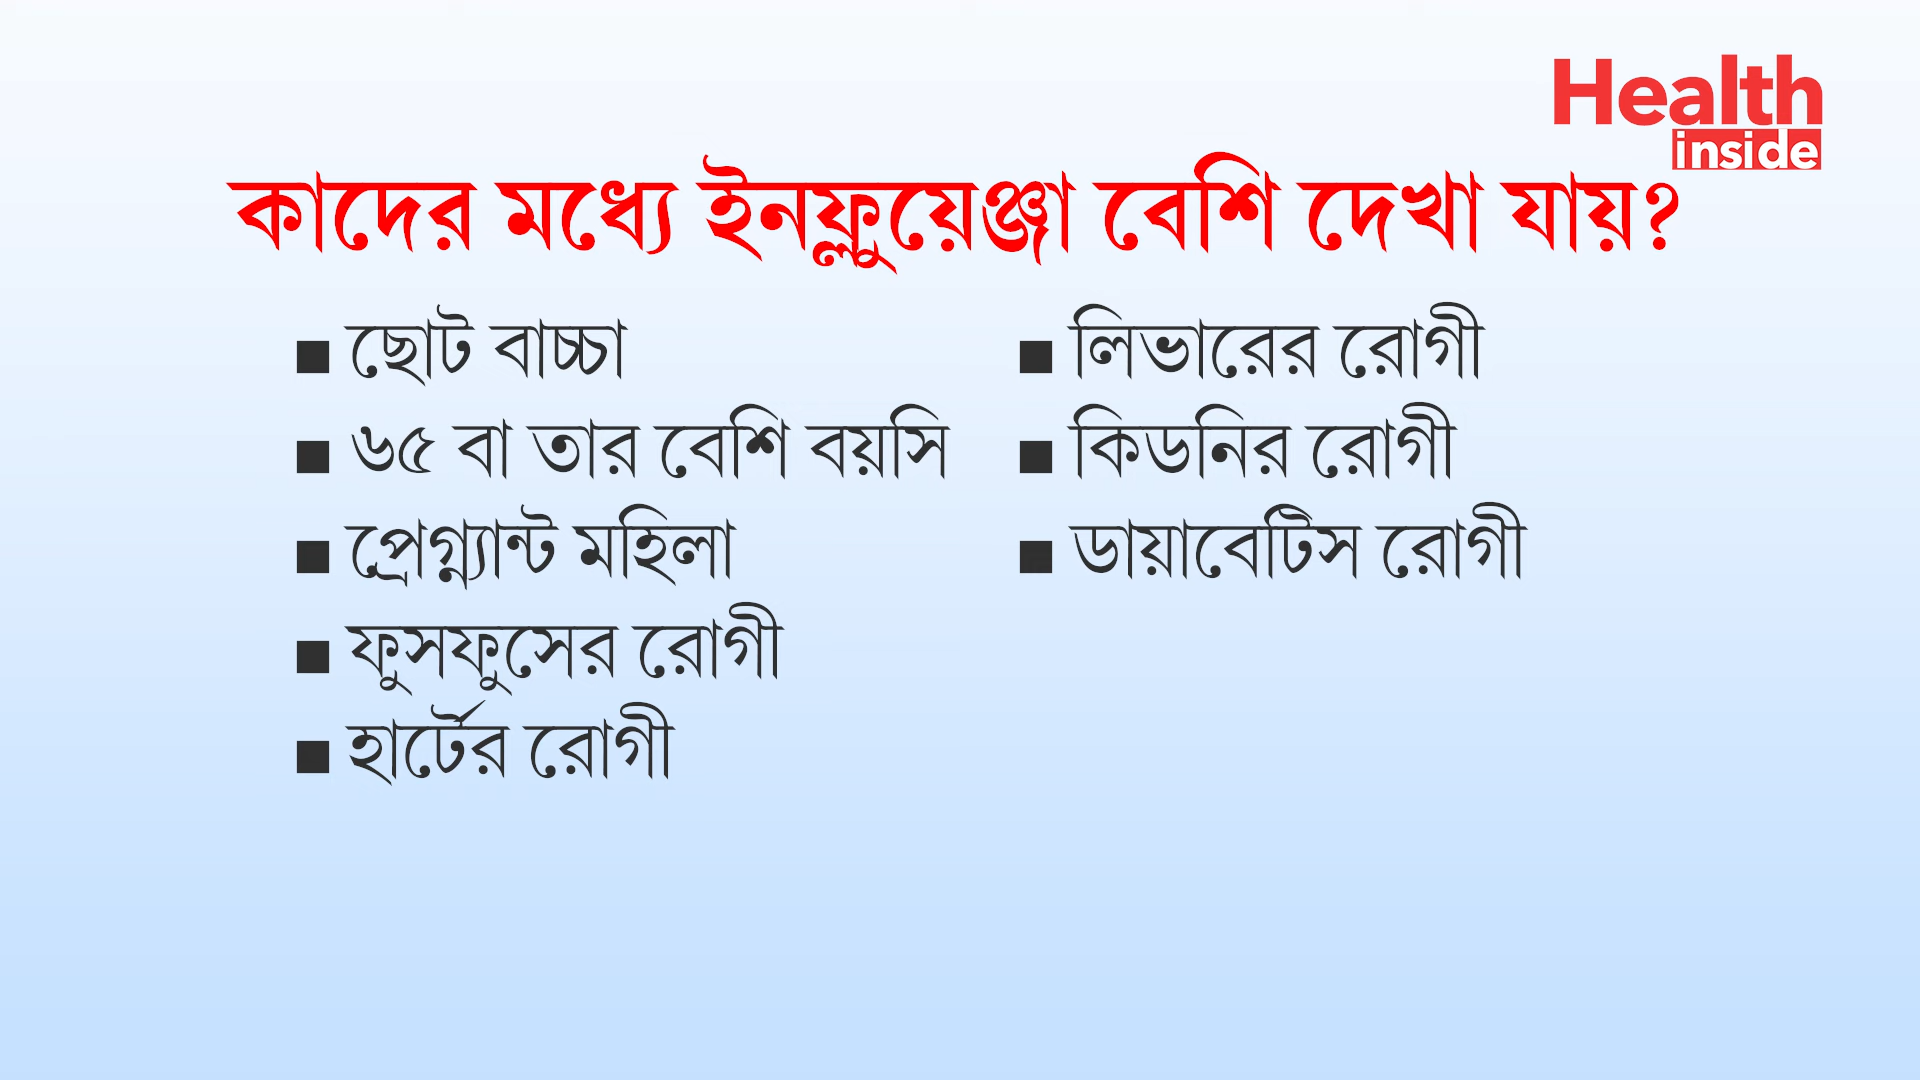 Health
inside
কাদের মধ্যে ইনফ্লুয়েঞ্জা বেশি দেখা যায়?
▪ ছোট বাচ্চা
▪ ৬৫ বা তার বেশি বয়সি
▪ প্রেগ্ন্যান্ট মহিলা
▪ ফুসফুসের রোগী
▪ হার্টের রোগী
▪ লিভারের রোগী
▪ কিডনির রোগী
▪ ডায়াবেটিস রোগী